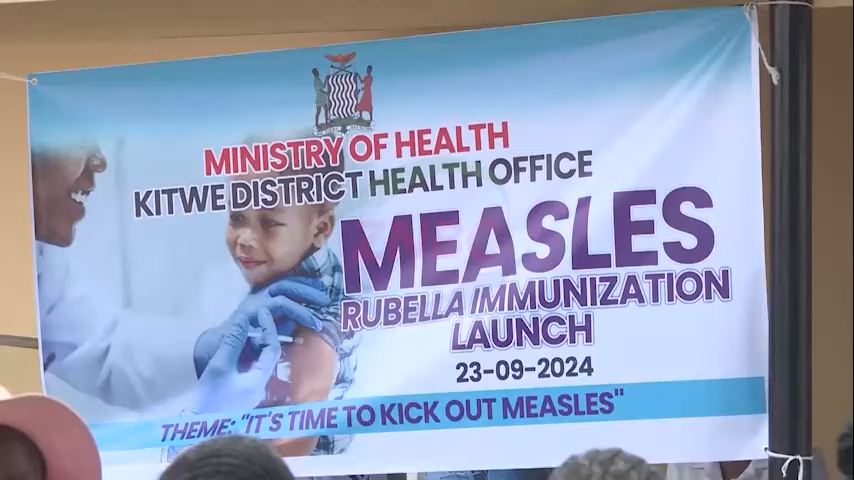 MINISTRY OF HEALTH
KITWE DISTRICT HEALTH OFFICE
MEASLES
RUBELLA IMMUNIZATION
LAUNCH
23-09-2024
THEME: "IT'S TIME TO KICK OUT MEASLES"